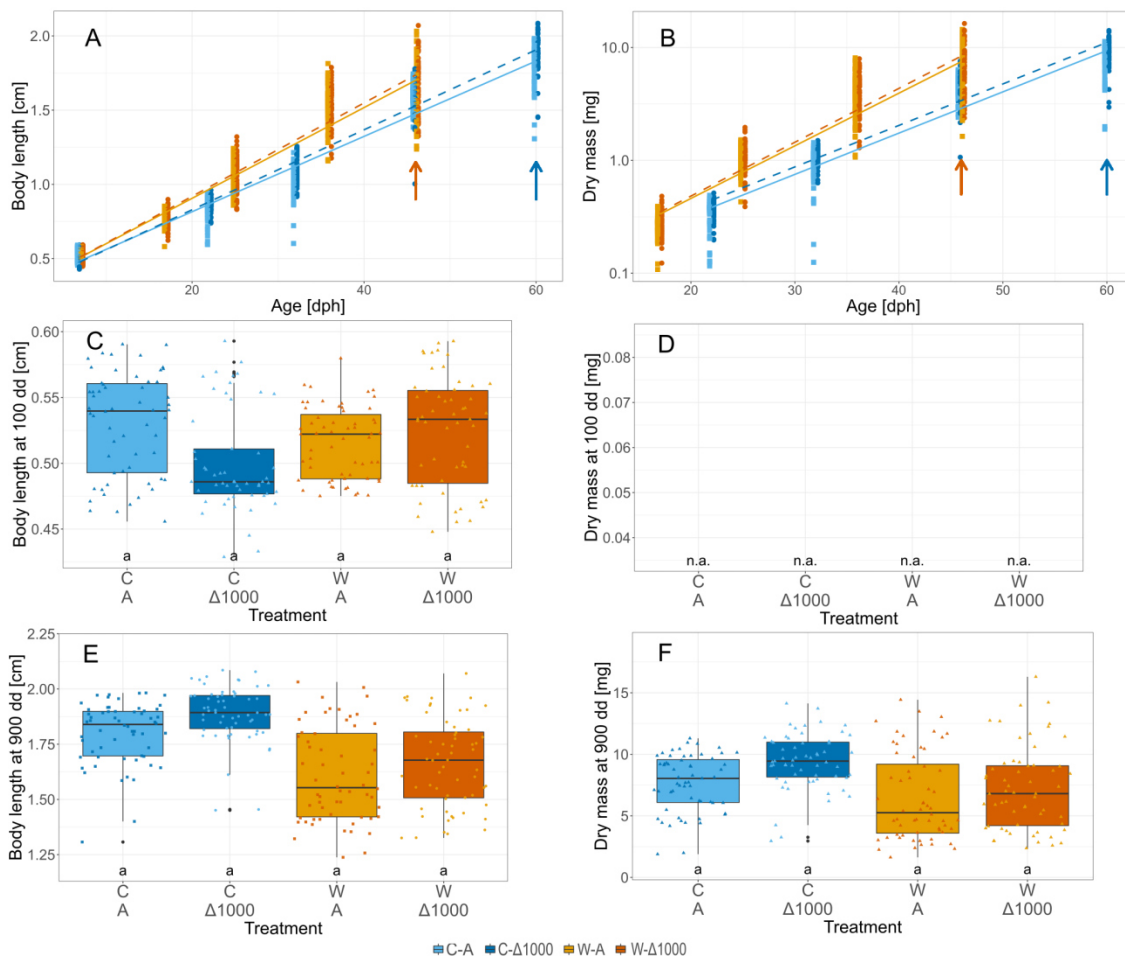 A
Body length [cm]
2.0
1.5
1.0
0.5
20
40
60
Age [dph]
B
Dry mass [mg]
10.0
1.0
0.1
20
30
40
50
60
Age [dph]
C
Body length at 100 dd [cm]
0.60
0.55
0.50
0.45
a a a a
C C W W
A Δ1000 A Δ1000
Treatment
D
Dry mass at 100 dd [mg]
0.08
0.07
0.06
0.05
0.04
n.a. n.a. n.a. n.a.
C C W W
A Δ1000 A Δ1000
Treatment
E
Body length at 900 dd [cm]
2.25
2.00
1.75
1.50
1.25
a a a a
C C W W
A Δ1000 A Δ1000
Treatment
F
Dry mass at 900 dd [mg]
15
10
5
0
a a a a
C C W W
A Δ1000 A Δ1000
Treatment
C-A C-Δ1000 W-A W-Δ1000